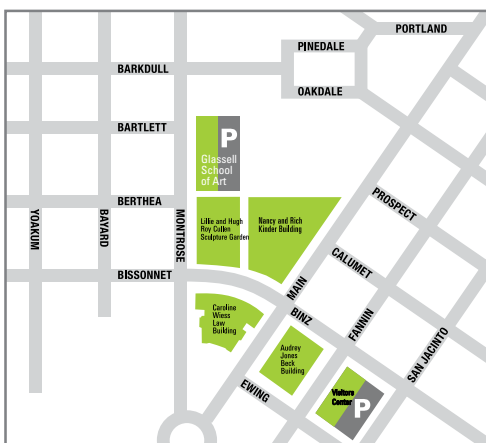 PORTLAND
PINEDALE
BARKDULL
OAKDALE
BARTLETT
P
Glassell
School
of Art
BERTHEA
PROSPECT
YOAKUM
BAYARD
MONTROSE
Lillie and Hugh
Roy Cullen
Sculpture Garden
Nancy and Rich
Kinder Building
CALUMET
BISSONNET
MAIN
BINZ
FANNIN
SAN JACINTO
Caroline
Wiess
Law
Building
Audrey
Jones
Beck
Building
EWING
Visitors
Center
P